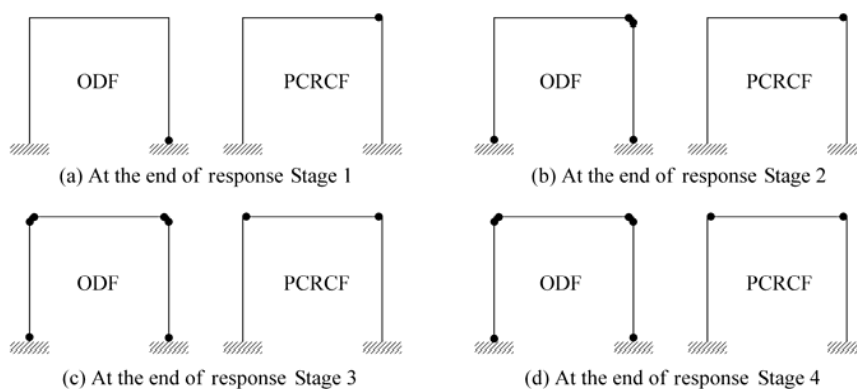 ODF PCRCF ODF PCRCF
(a) At the end of response Stage 1 (b) At the end of response Stage 2
ODF PCRCF ODF PCRCF
(c) At the end of response Stage 3 (d) At the end of response Stage 4